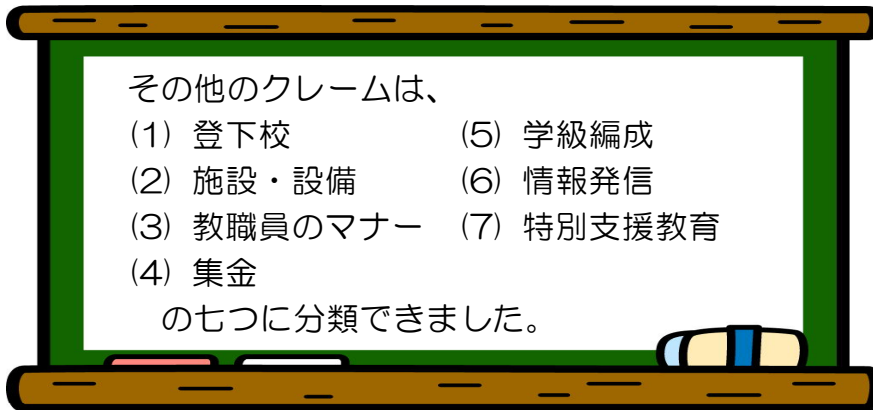 その他のクレームは、
⑴ 登下校 ⑸ 学級編成
⑵ 施設・設備 ⑹ 情報発信
⑶ 教職員のマナー ⑺ 特別支援教育
⑷ 集金
の七つに分類できました。